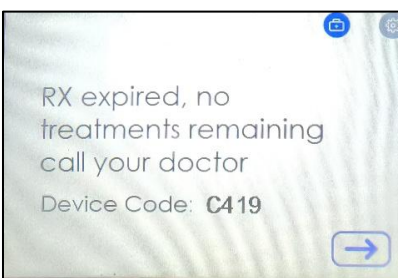 RX expired, no
treatments remaining
call your doctor
Device Code: C419